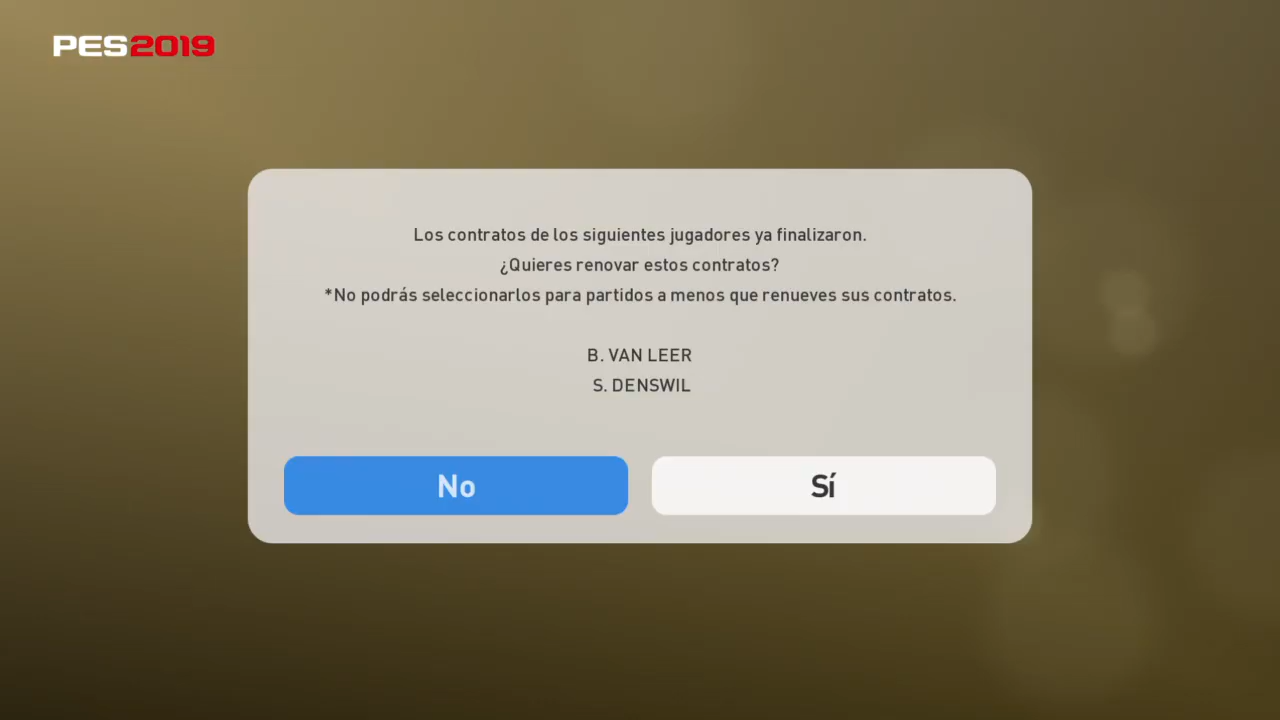 PES2019
Los contratos de los siguientes jugadores ya finalizaron.
¿Quieres renovar estos contratos?
*No podrás seleccionarlos para partidos a menos que renueves sus contratos.
B. VAN LEER
S. DENSWIL
No
Sí